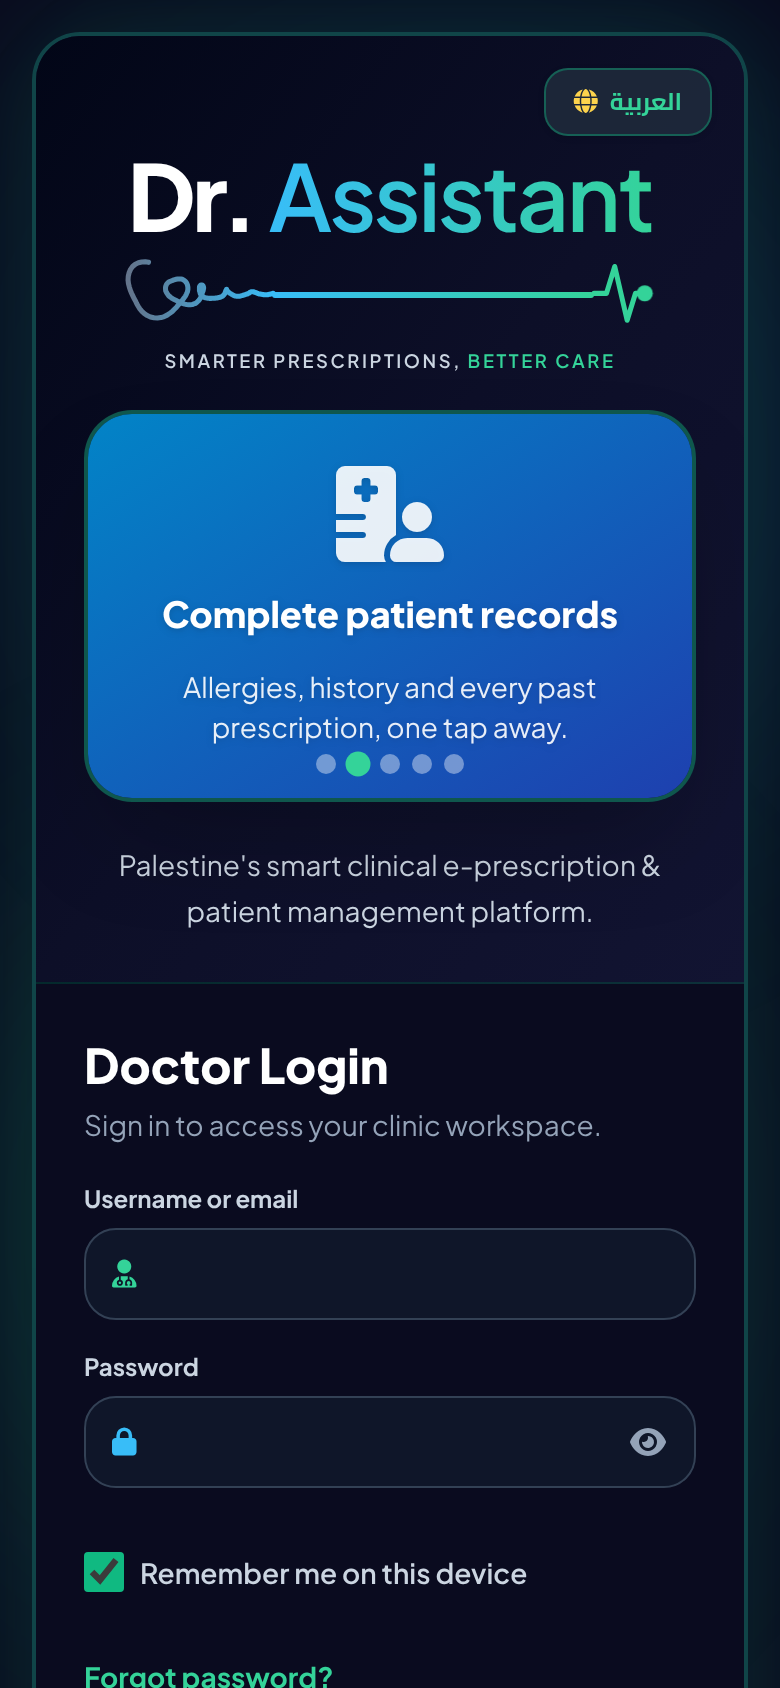 العربية
Dr. Assistant
SMARTER PRESCRIPTIONS, BETTER CARE
Complete patient records
Allergies, history and every past
prescription, one tap away.
Palestine's smart clinical e-prescription &
patient management platform.
Doctor Login
Sign in to access your clinic workspace.
Username or email
Password
Remember me on this device
Forgot password?